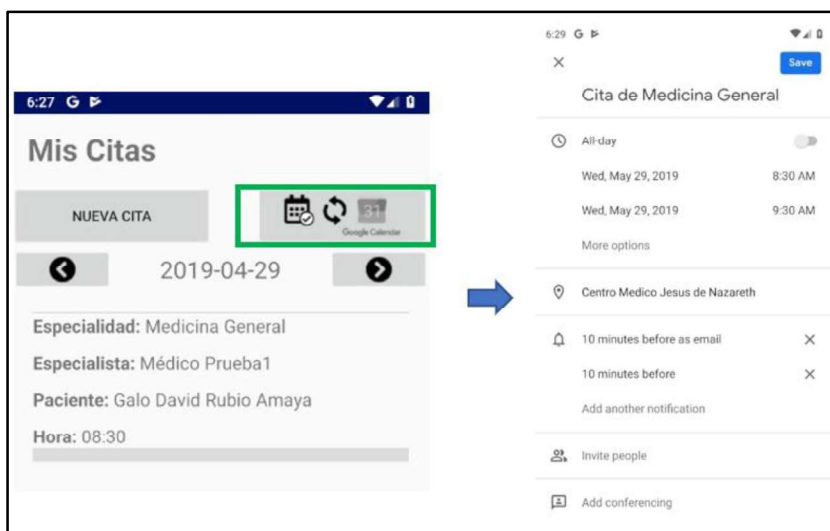 6:27 G
Mis Citas
NUEVA CITA
31
Google Calendar
2019-04-29
Especialidad: Medicina General
Especialista: Médico Prueba1
Paciente: Galo David Rubio Amaya
Hora: 08:30
6:29 G
Save
Cita de Medicina General
All-day
Wed, May 29, 2019 8:30 AM
Wed, May 29, 2019 9:30 AM
More options
Centro Medico Jesus de Nazareth
10 minutes before as email
10 minutes before
Add another notification
Invite people
Add conferencing